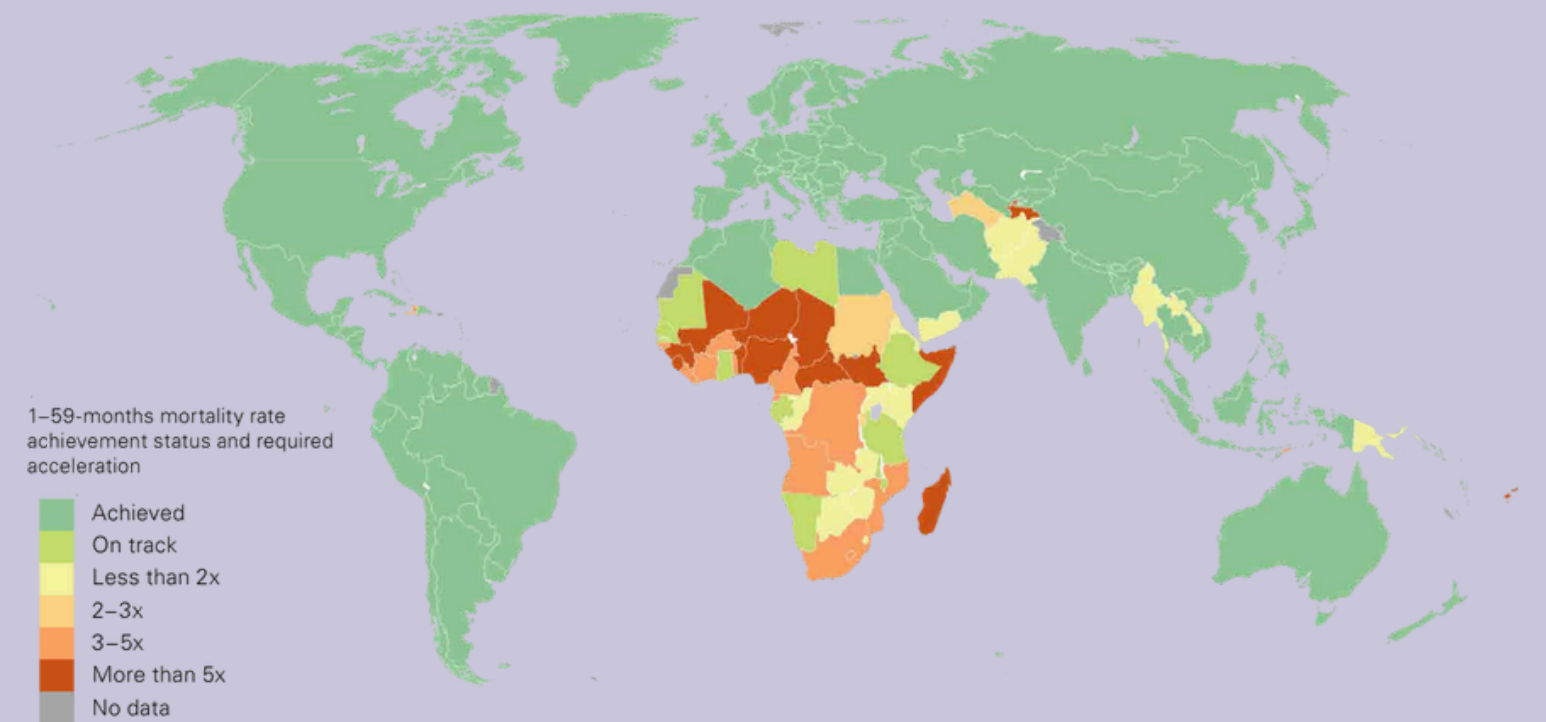 1–59-months mortality rate
achievement status and required
acceleration
Achieved
On track
Less than 2x
2–3x
3–5x
More than 5x
No data